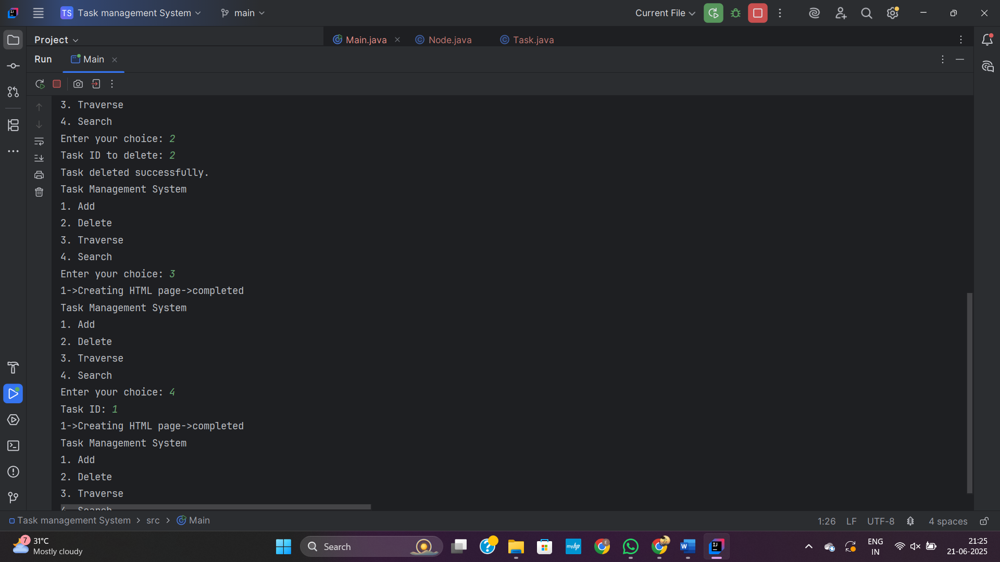 TS Task management System main Current File
Project Main.java Node.java Task.java
Run Main
3. Traverse
4. Search
Enter your choice: 2
Task ID to delete: 2
Task deleted successfully.
Task Management System
1. Add
2. Delete
3. Traverse
4. Search
Enter your choice: 3
1->Creating HTML page->completed
Task Management System
1. Add
2. Delete
3. Traverse
4. Search
Enter your choice: 4
Task ID: 1
1->Creating HTML page->completed
Task Management System
1. Add
2. Delete
3. Traverse
4. Search
Task management System > src > Main 1:26 LF UTF-8 4 spaces
7 31°C
Mostly cloudy
Search
myhp
E
W
IJ
ENG
IN
21:25
21-06-2025